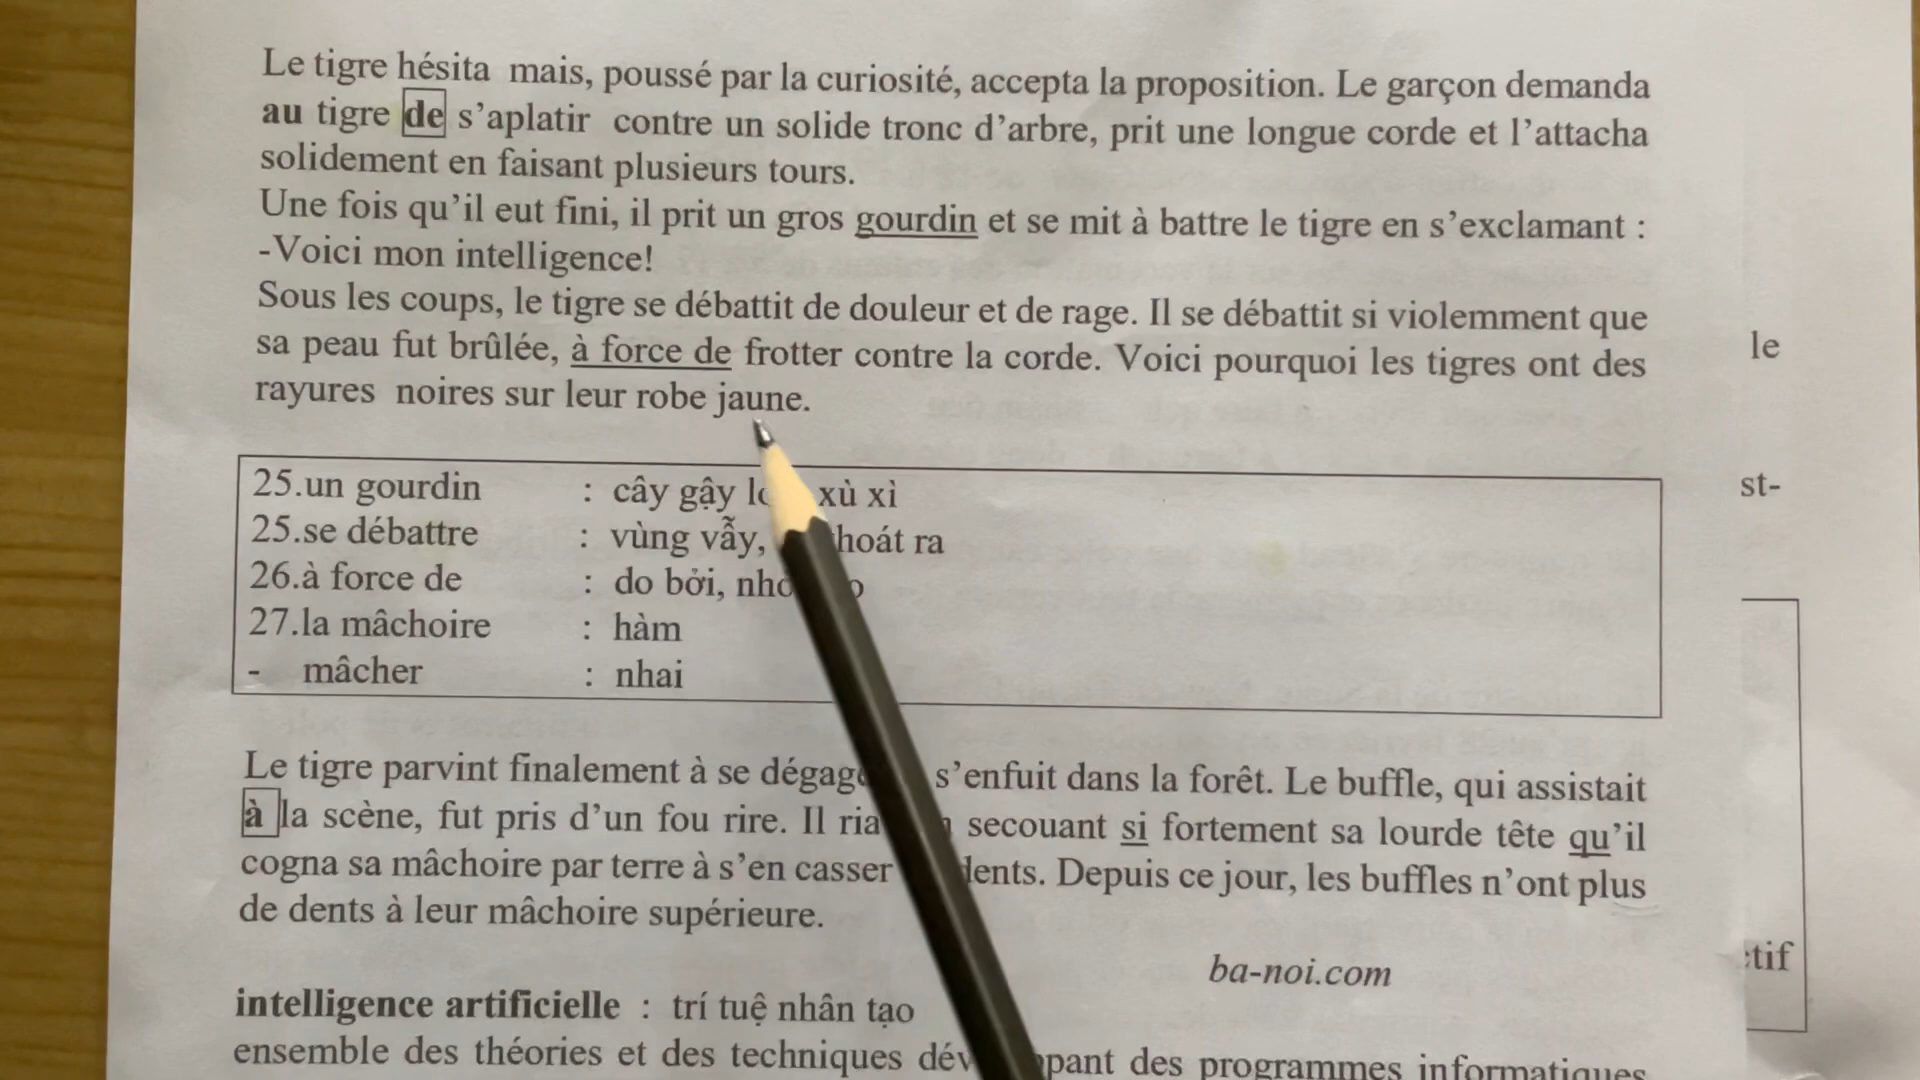 Le tigre hésita mais, poussé par la curiosité, accepta la proposition. Le garçon demanda
au tigre de s'aplatir contre un solide tronc d'arbre, prit une longue corde et l'attacha
solidement en faisant plusieurs tours.
Une fois qu'il eut fini, il prit un gros gourdin et se mit à battre le tigre en s'exclamant :
-Voici mon intelligence!
Sous les coups, le tigre se débattit de douleur et de rage. Il se débattit si violemment que
sa peau fut brûlée, à force de frotter contre la corde. Voici pourquoi les tigres ont des
rayures noires sur leur robe jaune.
le
st-
25.un gourdin : cây gậy xù xì
25.se débattre : vùng vẫy, ra
26.à force de : do bởi,
27.la mâchoire : hàm
- mâcher : nhai
Le tigre parvint finalement à se s'enfuit dans la forêt. Le buffle, qui assistait
à la scène, fut pris d'un fou rire. Il secouant si fortement sa lourde tête qu'il
cogna sa mâchoire par terre à s'en casser Depuis ce jour, les buffles n'ont plus
de dents à leur mâchoire supérieure.
ba-noi.com
tif
intelligence artificielle : trí tuệ nhân tạo
ensemble des théories et des techniques des programmes informatiques